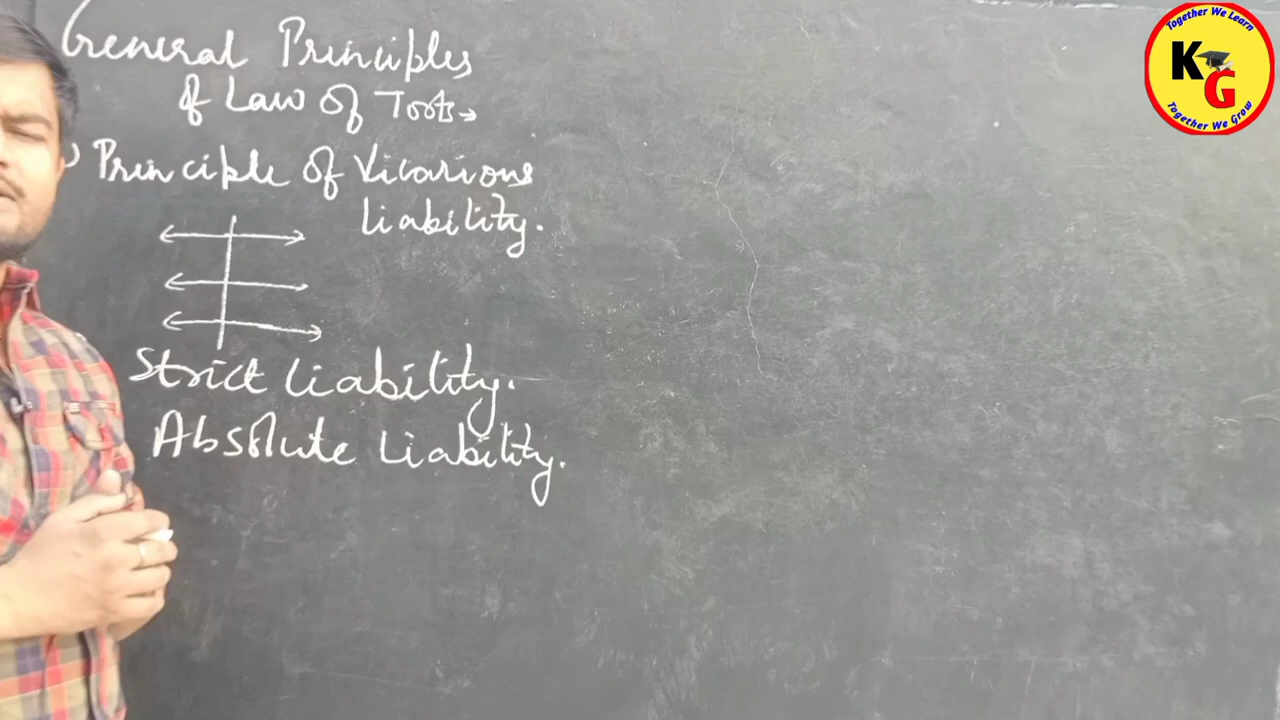 General Principles
of Law of Torts→
Principle of Vicarious
liability.
Strict liability.
Absolute liability.
Together We Learn
KG
Together We Grow